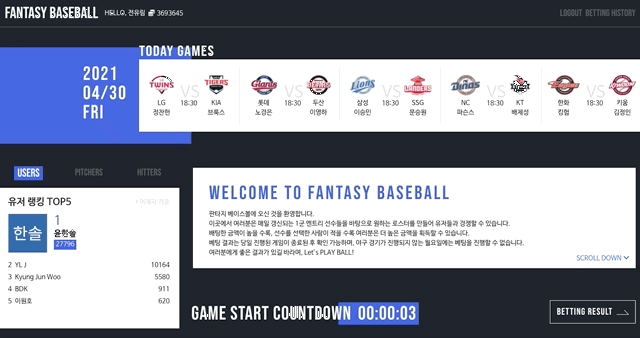 FANTASY BASEBALL
HELLO, 전유림 3693645
LOGOUT BETTING HISTORY
TODAY GAMES
2021
04/30
FRI
TWINS VS TIGERS
Giants VS BEARS
Lions VS LANDERS
Dinos VS
VS
LG 18:30 KIA
정찬헌 브룩스
롯데 18:30 두산
노경은 이영하
삼성 18:30 SSG
이승민 문승원
NC 18:30 KT
파슨스 배제성
한화 18:30 키움
킹험 김정인
USERS PITCHERS HITTERS
유저 랭킹 TOP5
한솔
1
윤한솔
27796
2 YL J 10164
3 Kyung Jun Woo 5580
4 BDK 911
5 이원호 620
WELCOME TO FANTASY BASEBALL
판타지 베이스볼에 오신 것을 환영합니다.
이곳에서 여러분은 매일 갱신되는 1군 엔트리 선수들을 바탕으로 원하는 로스터를 만들어 유저들과 경쟁할 수 있습니다.
베팅한 금액이 높을 수록, 선수를 선택한 사람이 적을 수록 여러분은 더 높은 금액을 획득할 수 있습니다.
베팅 결과는 당일 진행된 게임이 종료된 후 확인 가능하며, 야구 경기가 진행되지 않는 월요일에는 베팅을 진행할 수 없습니다.
여러분에게 좋은 결과가 있길 바라며, Let's PLAY BALL!
SCROLL DOWN
GAME START COUNTDOWN 00:00:03
BETTING RESULT